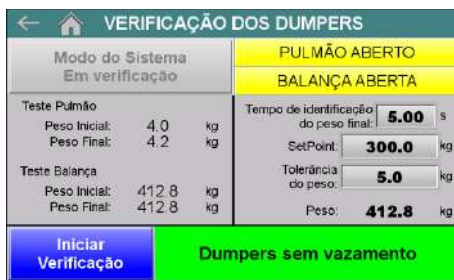 VERIFICAÇÃO DOS DUMPERS
Modo do Sistema
Em verificação
PULMÃO ABERTO
BALANÇA ABERTA
Teste Pulmão
Peso Inicial: 4.0 kg
Peso Final: 4.2 kg
Teste Balança
Peso Inicial: 412.8 kg
Peso Final: 412.8 kg
Tempo de identificação
do peso final: 5.00 s
SetPoint: 300.0 kg
Tolerância
do peso: 5.0 kg
Peso: 412.8 kg
Iniciar
Verificação
Dumpers sem vazamento